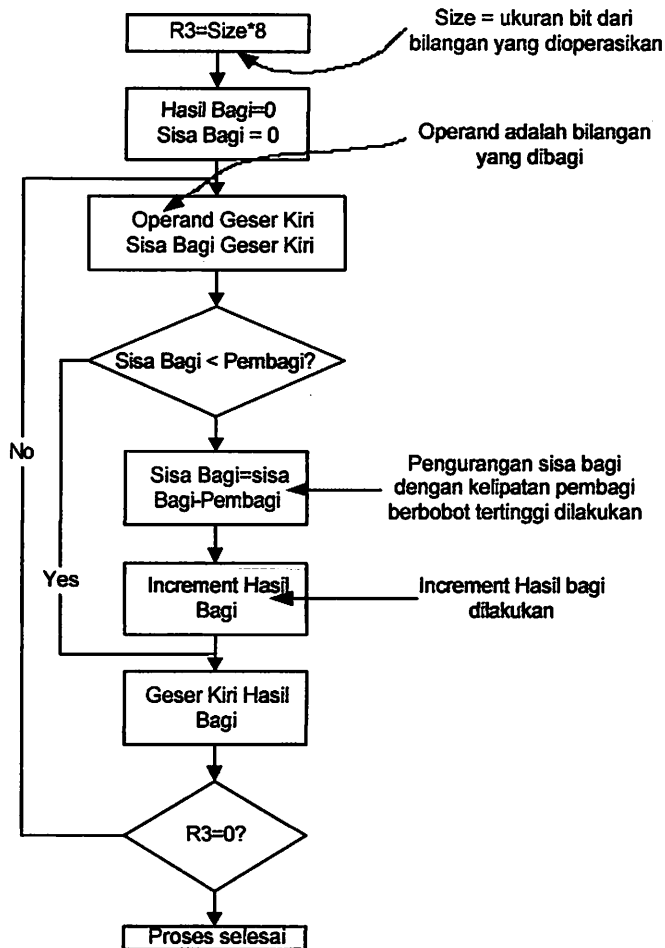 R3=Size*8
Size = ukuran bit dari
bilangan yang dioperasikan
Hasil Bagi=0
Sisa Bagi = 0
Operand adalah bilangan
yang dibagi
Operand Geser Kiri
Sisa Bagi Geser Kiri
Sisa Bagi < Pembagi?
No
Sisa Bagi=sisa
Bagi-Pembagi
Pengurangan sisa bagi
dengan kelipatan pembagi
berbobot tertinggi dilakukan
Yes
Increment Hasil
Bagi
Increment Hasil bagi
dilakukan
Geser Kiri Hasil
Bagi
R3=0?
Proses selesai